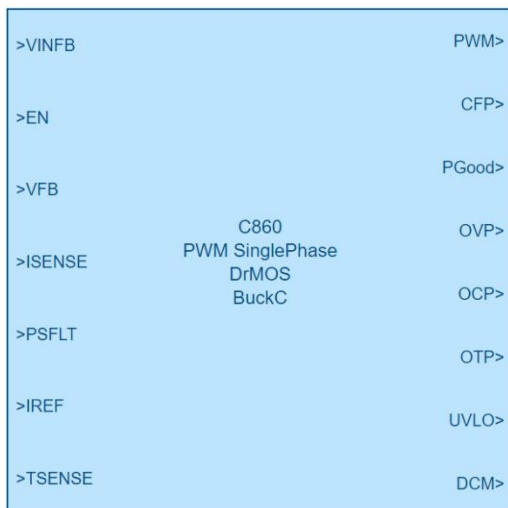 >VINFB
>EN
>VFB
>ISENSE
>PSFLT
>IREF
>TSENSE
C860
PWM SinglePhase
DrMOS
BuckC
PWM>
CFP>
PGood>
OVP>
OCP>
OTP>
UVLO>
DCM>